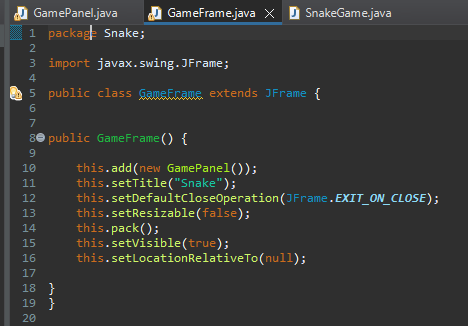 GamePanel.java GameFrame.java SnakeGame.java
1 package Snake;
2
3 import javax.swing.JFrame;
4
5 public class GameFrame extends JFrame {
6
7
8 public GameFrame() {
9
10 this.add(new GamePanel());
11 this.setTitle("Snake");
12 this.setDefaultCloseOperation(JFrame.EXIT_ON_CLOSE);
13 this.setResizable(false);
14 this.pack();
15 this.setVisible(true);
16 this.setLocationRelativeTo(null);
17
18 }
19 }
20